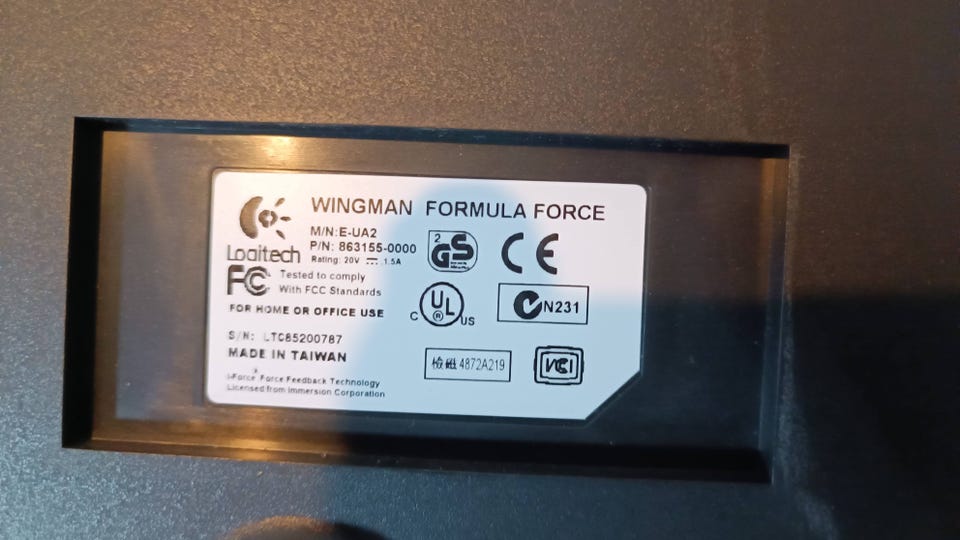 WINGMAN FORMULA FORCE
Logitech
M/N:E-UA2
P/N: 863155-0000
Rating: 20V ⎓ 1.5A
2 GS
CE
FC Tested to comply
With FCC Standards
FOR HOME OR OFFICE USE
C UL ® US
N231
S/N: LTC85200787
MADE IN TAIWAN
檢磁 4872A219
VCI
I-Force Force Feedback Technology
Licensed from Immersion Corporation